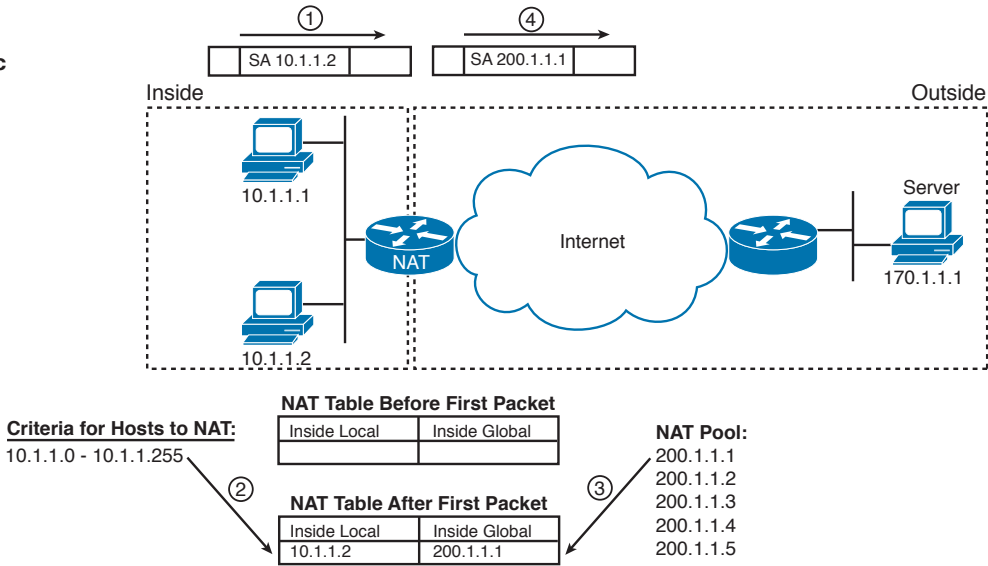 1
4
c
SA 10.1.1.2
SA 200.1.1.1
Inside
Outside
10.1.1.1
Server
Internet
NAT
170.1.1.1
10.1.1.2
NAT Table Before First Packet
Inside Local
Inside Global
Criteria for Hosts to NAT:
10.1.1.0 - 10.1.1.255
NAT Pool:
200.1.1.1
200.1.1.2
200.1.1.3
200.1.1.4
200.1.1.5
2
3
NAT Table After First Packet
Inside Local
Inside Global
10.1.1.2
200.1.1.1